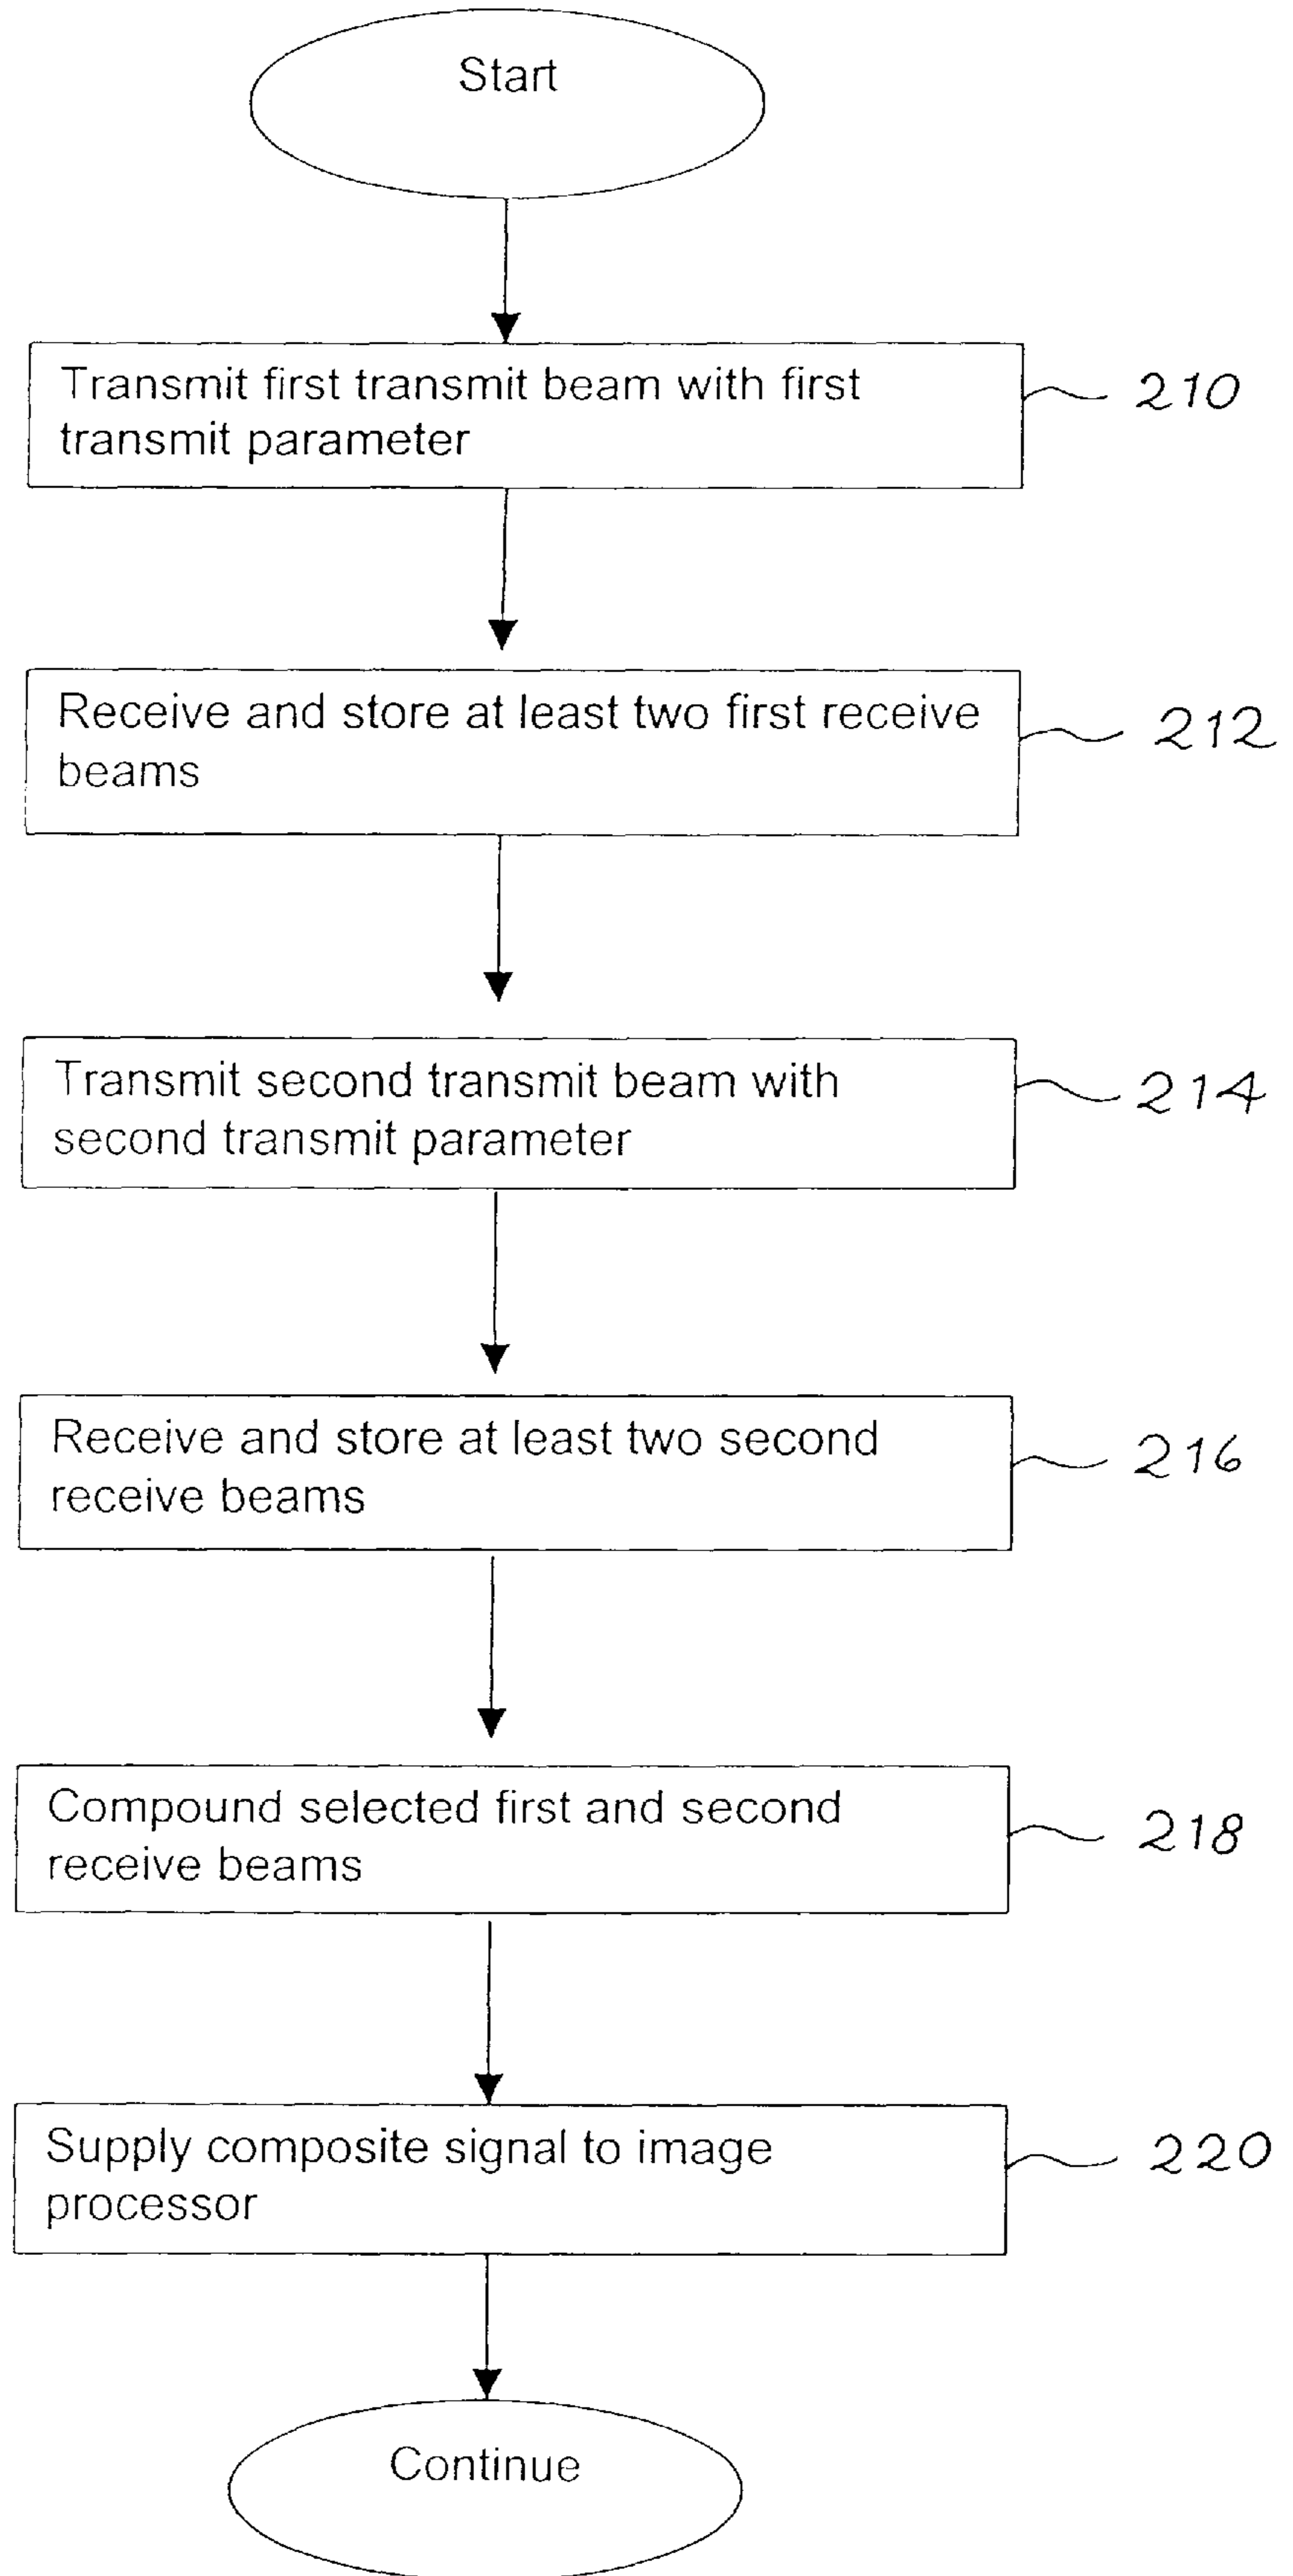 Start
Transmit first transmit beam with first
transmit parameter
210
Receive and store at least two first receive
beams
212
Transmit second transmit beam with
second transmit parameter
214
Receive and store at least two second
receive beams
216
Compound selected first and second
receive beams
218
Supply composite signal to image
processor
220
Continue